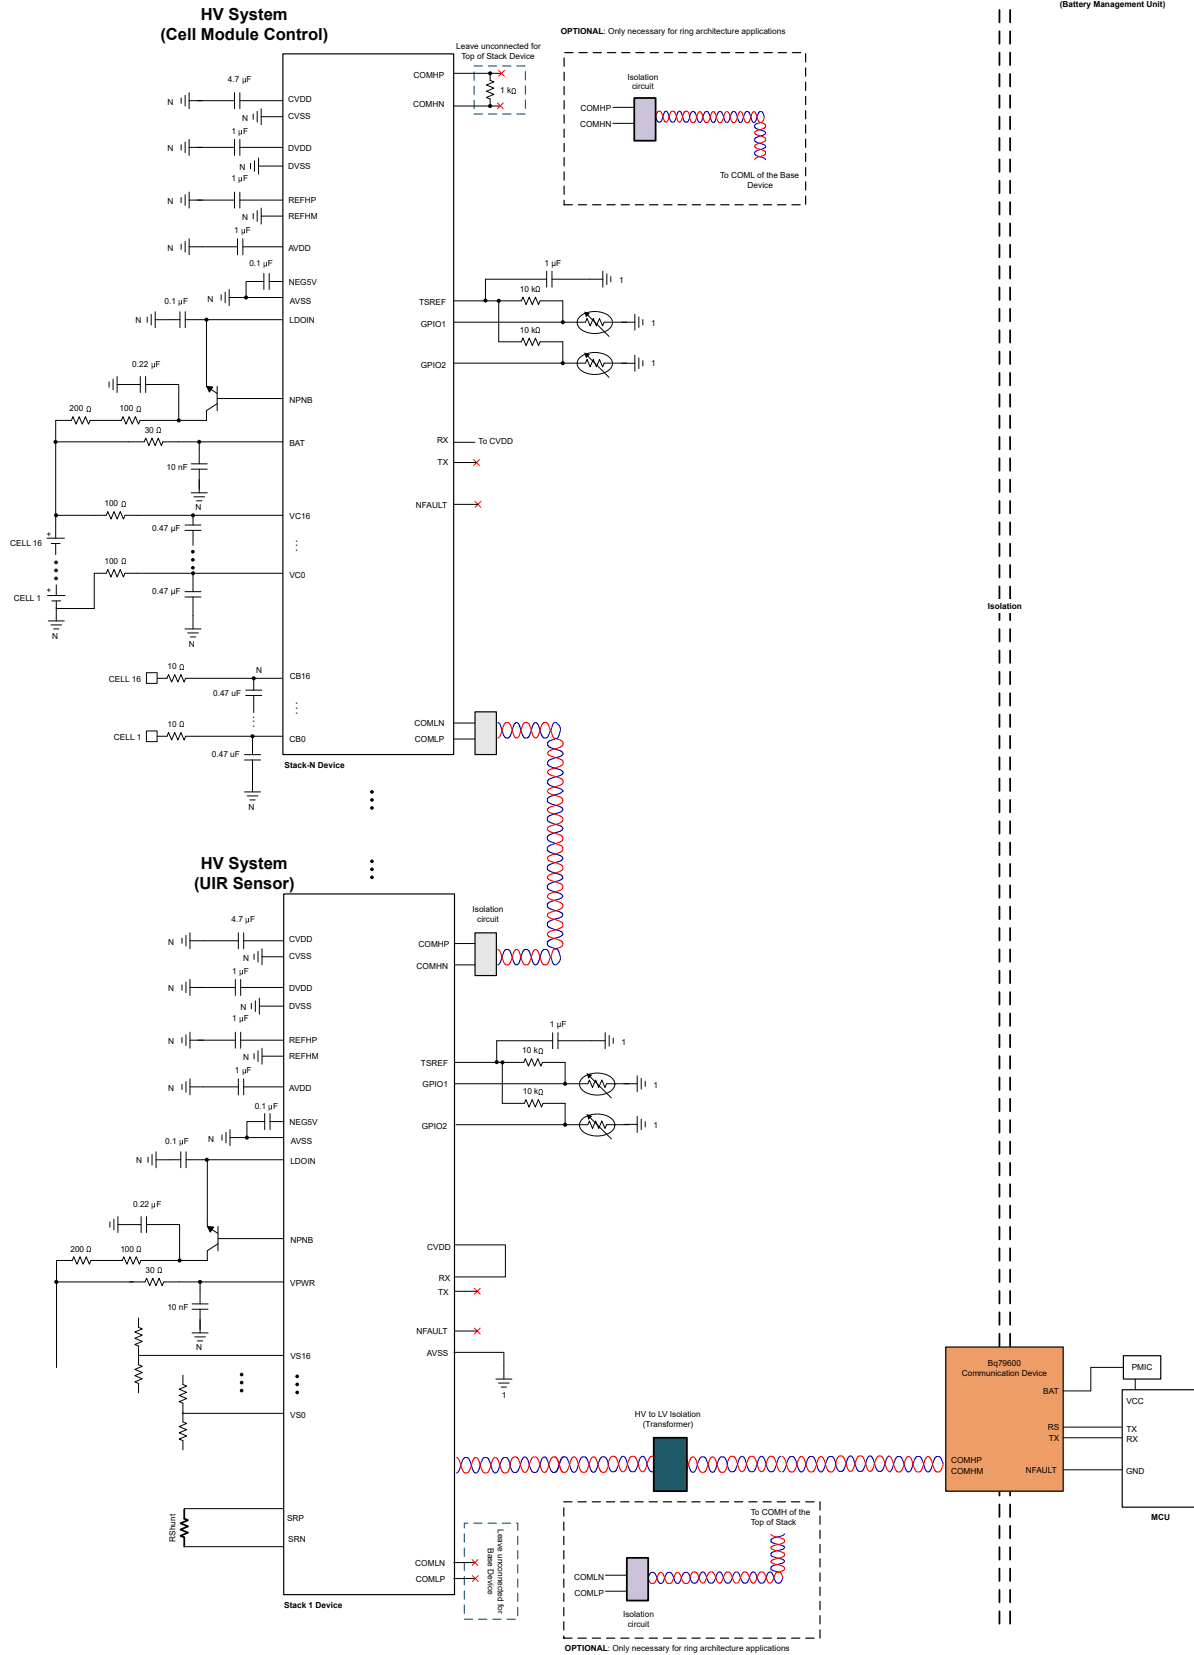 (Battery Management Unit)
HV System
(Cell Module Control)
OPTIONAL: Only necessary for ring architecture applications
Leave unconnected for
Top of Stack Device
COMHP
1 kΩ
COMHN
Isolation
circuit
COMHP
COMHN
To COML of the Base
Device
4.7 µF
N
CVDD
N
CVSS
1 µF
N
DVDD
N
DVSS
1 µF
N
REFHP
N
REFHM
1 µF
N
AVDD
0.1 µF
NEG5V
N
AVSS
0.1 µF
N
LDOIN
1 µF
1
TSREF
10 kΩ
GPIO1
1
10 kΩ
GPIO2
1
0.22 µF
NPNB
200 Ω
100 Ω
30 Ω
BAT
10 nF
N
RX
To CVDD
TX
NFAULT
100 Ω
VC16
0.47 µF
CELL 16
+
100 Ω
VC0
0.47 µF
CELL 1
+
N
N
Isolation
CELL 16
10 Ω
N
CB16
0.47 uF
CELL 1
10 Ω
CB0
0.47 uF
N
COMLN
COMLP
Stack-N Device
HV System
(UIR Sensor)
Isolation
circuit
COMHP
COMHN
4.7 µF
N
CVDD
N
CVSS
1 µF
N
DVDD
N
DVSS
1 µF
N
REFHP
N
REFHM
1 µF
N
AVDD
0.1 µF
NEG5V
N
AVSS
0.1 µF
N
LDOIN
1 µF
1
TSREF
10 kΩ
GPIO1
1
10 kΩ
GPIO2
1
0.22 µF
NPNB
200 Ω
100 Ω
30 Ω
VPWR
10 nF
N
CVDD
RX
TX
NFAULT
AVSS
1
VS16
VS0
HV to LV Isolation
(Transformer)
Bq79600
Communication Device
BAT
RS
TX
COMHP
COMHM
NFAULT
PMIC
VCC
TX
RX
GND
MCU
RShunt
SRP
SRN
COMLN
COMLP
Leave unconnected for
Base Device
To COMH of the
Top of Stack
COMLN
COMLP
Isolation
circuit
Stack 1 Device
OPTIONAL: Only necessary for ring architecture applications